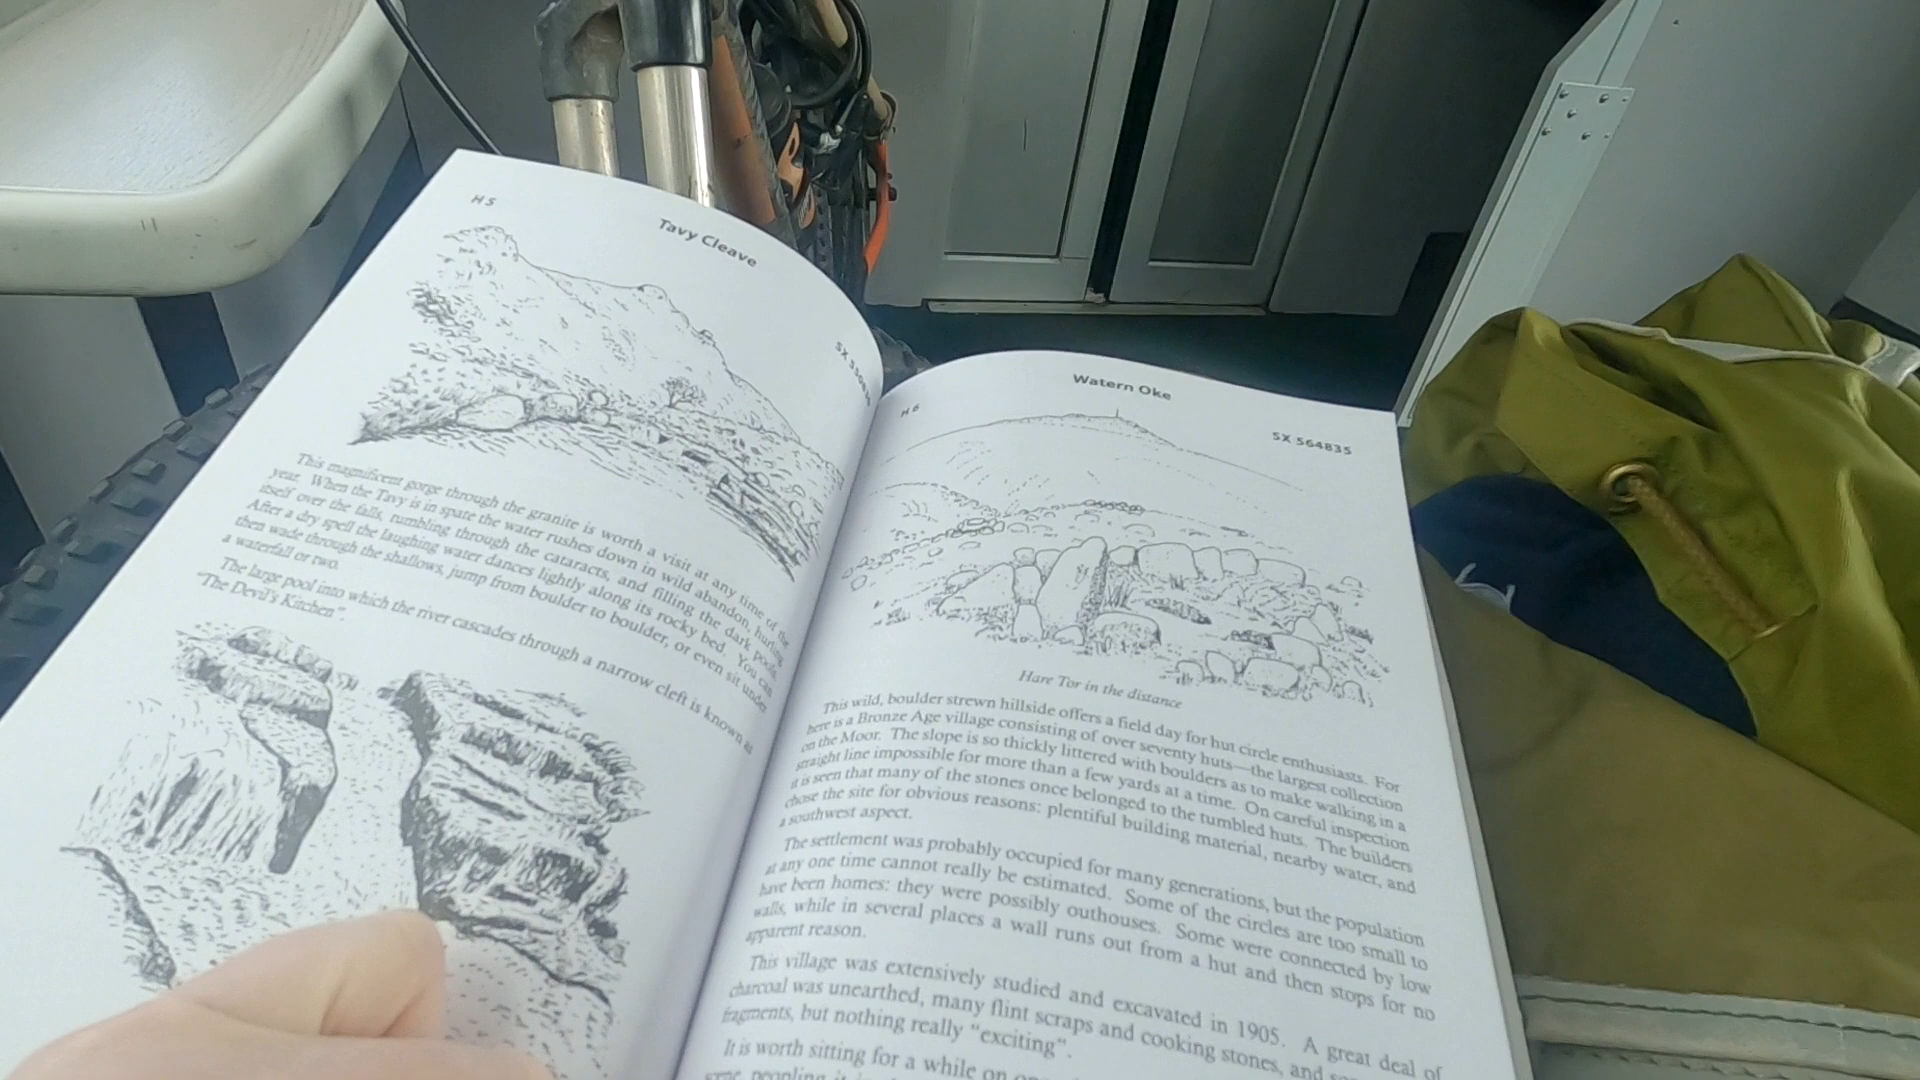 H 5
Tavy Cleave
This magnificent gorge through the granite is worth a visit at any time of the
year. When the Tavy is in spate the water rushes down in wild abandon, hurling
itself over the falls, tumbling through the cataracts, and filling the dark pools.
After a dry spell the laughing water dances lightly along its rocky bed. You can
then wade through the shallows, jump from boulder to boulder, or even sit under
a waterfall or two.
The large pool into which the river cascades through a narrow cleft is known as
"The Devil's Kitchen".
Watern Oke
H 6
SX 564835
Hare Tor in the distance
This wild, boulder strewn hillside offers a field day for hut circle enthusiasts. For
here is a Bronze Age village consisting of over seventy huts—the largest collection
on the Moor. The slope is so thickly littered with boulders as to make walking in a
straight line impossible for more than a few yards at a time. On careful inspection
it is seen that many of the stones once belonged to the tumbled huts. The builders
chose the site for obvious reasons: plentiful building material, nearby water, and
a southwest aspect.
The settlement was probably occupied for many generations, but the population
at any one time cannot really be estimated. Some of the circles are too small to
have been homes: they were possibly outhouses. Some were connected by low
walls, while in several places a wall runs out from a hut and then stops for no
apparent reason.
This village was extensively studied and excavated in 1905. A great deal of
charcoal was unearthed, many flint scraps and cooking stones, and
fragments, but nothing really "exciting".
It is worth sitting for a while on
peopling it